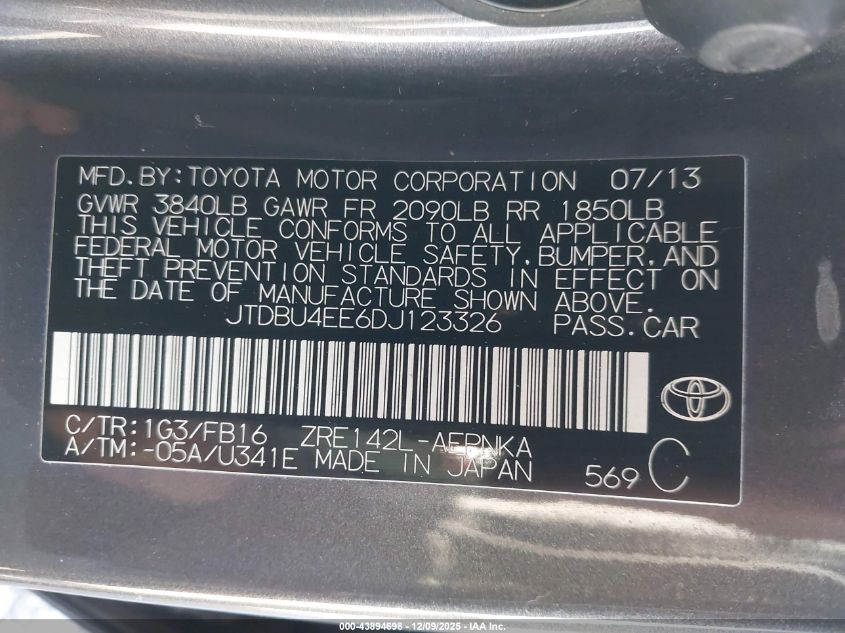 MFD.BY:TOYOTA MOTOR CORPORATION 07/13
GVWR 3840LB GAWR FR 2090LB RR 1850LB
THIS VEHICLE CONFORMS TO ALL APPLICABLE
FEDERAL MOTOR VEHICLE SAFETY,BUMPER,AND
THEFT PREVENTION STANDARDS IN EFFECT ON
THE DATE OF MANUFACTURE SHOWN ABOVE.
JTDBU4EE6DJ123326 PASS.CAR
C/TR:1G3/FB16 ZRE142L-AEPNKA
A/TM:-05A/U341E MADE IN JAPAN
569 C
000-43894698 | 12/09/2025 - IAA Inc.